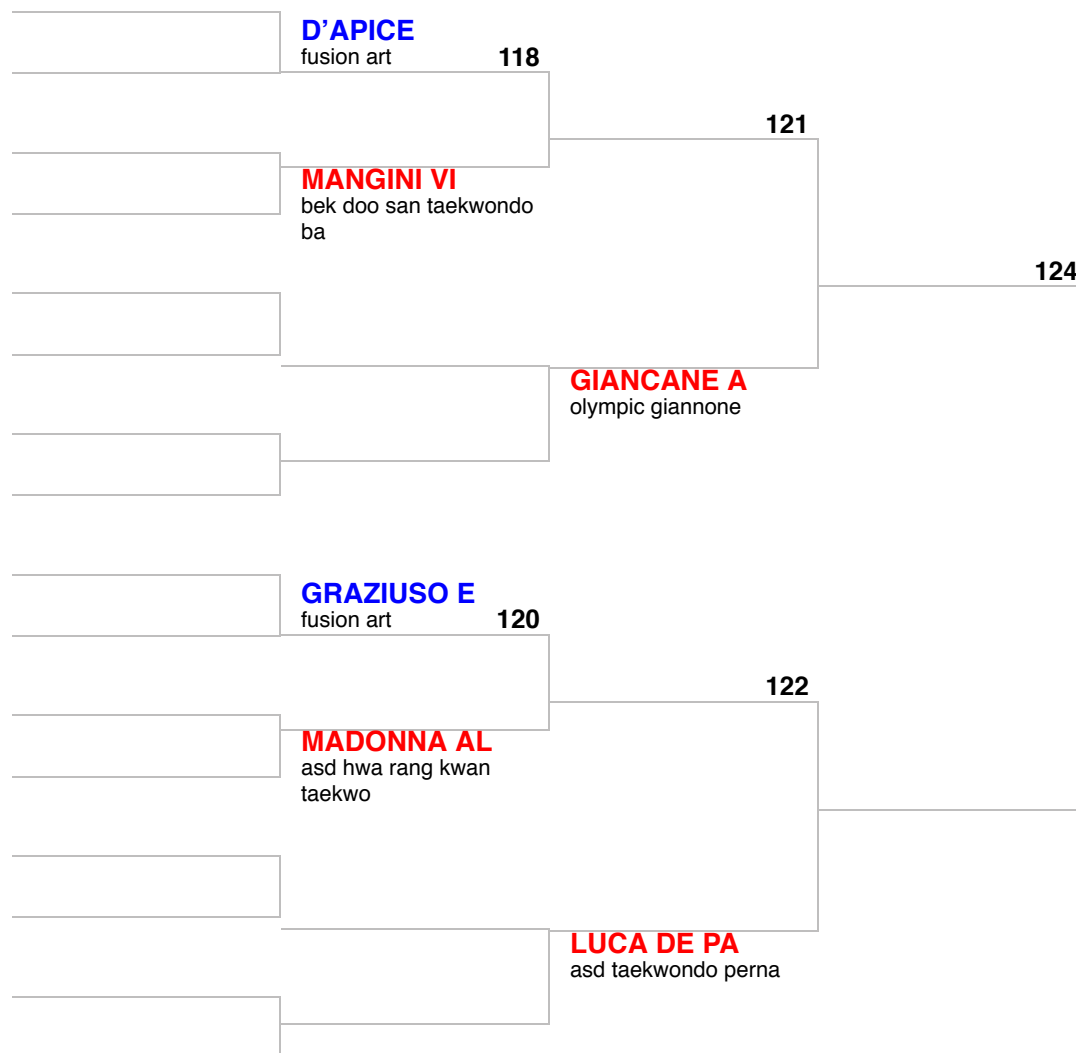 D’APICE
fusion art
118
121
MANGINI VI
bek doo san taekwondo
ba
124
GIANCANE A
olympic giannone
GRAZIUSO E
fusion art
120
122
MADONNA AL
asd hwa rang kwan
taekwo
LUCA DE PA
asd taekwondo perna